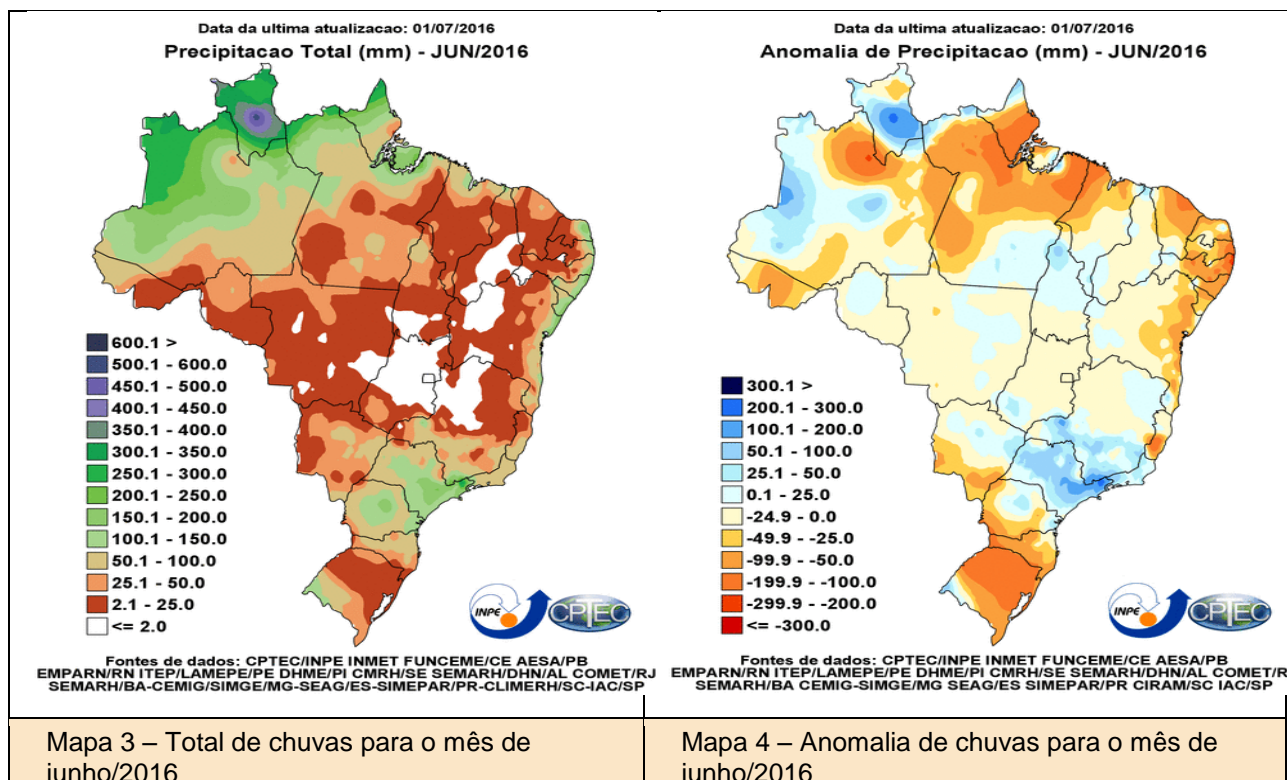 Data da ultima atualizacao: 01/07/2016
Precipitacao Total (mm) - JUN/2016
600.1 >
500.1 - 600.0
450.1 - 500.0
400.1 - 450.0
350.1 - 400.0
300.1 - 350.0
250.1 - 300.0
200.1 - 250.0
150.1 - 200.0
100.1 - 150.0
50.1 - 100.0
25.1 - 50.0
2.1 - 25.0
<= 2.0
INPE
CPTEC
Fontes de dados: CPTEC/INPE INMET FUNCEME/CE AESA/PB
EMPARN/RN ITEP/LAMEPE/PE DHME/PI CMRH/SE SEMARH/DHN/AL COMET/RJ
SEMARH/BA-CEMIG/SIMGE/MG-SEAG/ES-SIMEPAR/PR-CLIMERH/SC-IAC/SP
Mapa 3 – Total de chuvas para o mês de
junho/2016
Data da ultima atualizacao: 01/07/2016
Anomalia de Precipitacao (mm) - JUN/2016
300.1 >
200.1 - 300.0
100.1 - 200.0
50.1 - 100.0
25.1 - 50.0
0.1 - 25.0
-24.9 - 0.0
-49.9 - -25.0
-99.9 - -50.0
-199.9 - -100.0
-299.9 - -200.0
<= -300.0
INPE
CPTEC
Fontes de dados: CPTEC/INPE INMET FUNCEME/CE AESA/PB
EMPARN/RN ITEP/LAMEPE/PE DHME/PI CMRH/SE SEMARH/DHN/AL COMET/R
SEMARH/BA CEMIG-SIMGE/MG SEAG/ES SIMEPAR/PR CIRAM/SC IAC/SP
Mapa 4 – Anomalia de chuvas para o mês de
junho/2016